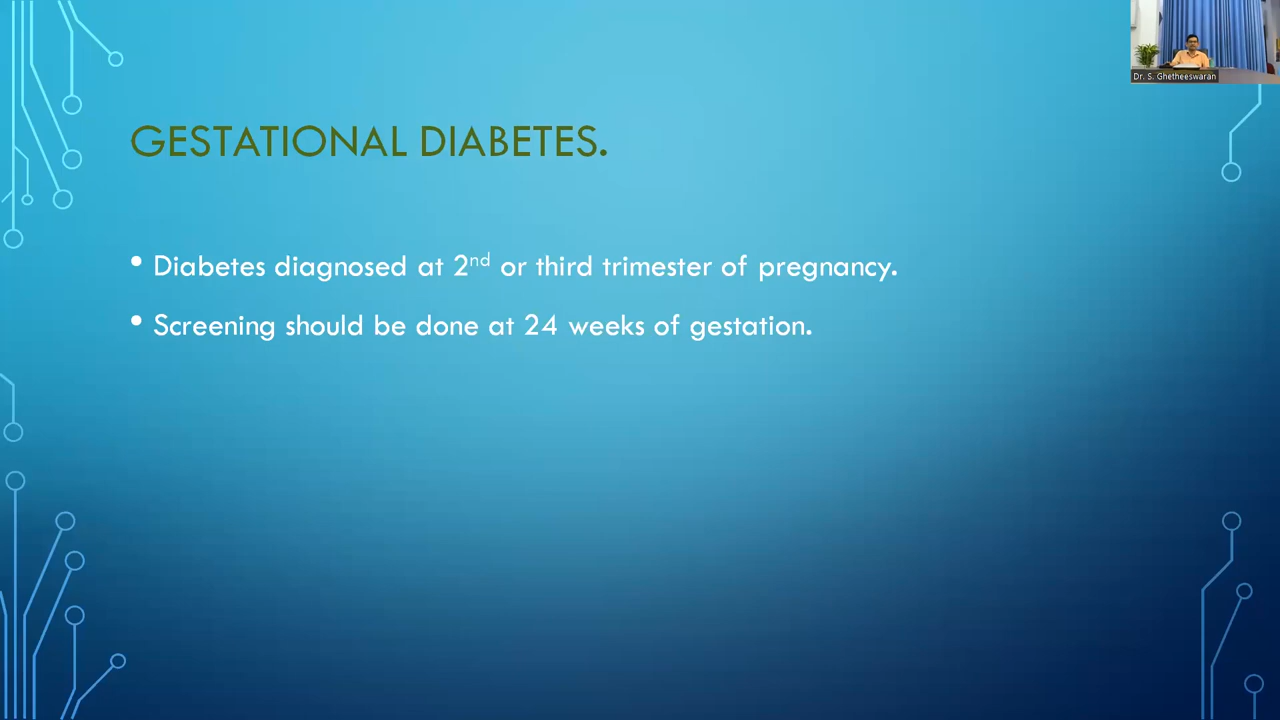 Dr. S. Ghetheeswaran
GESTATIONAL DIABETES.
• Diabetes diagnosed at 2nd or third trimester of pregnancy.
• Screening should be done at 24 weeks of gestation.